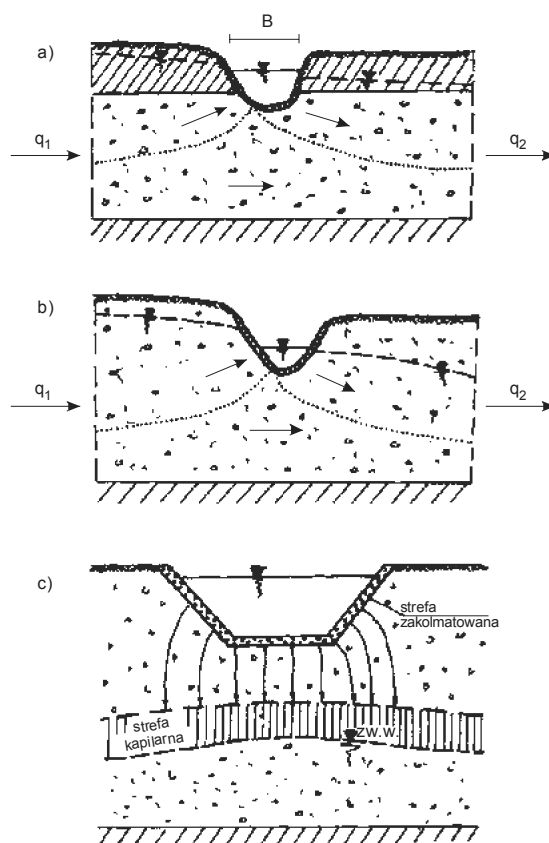 B
a)
q1
q2
b)
q1
q2
c)
strefa
zakolmatowana
strefa
kapilarna
zw.w.